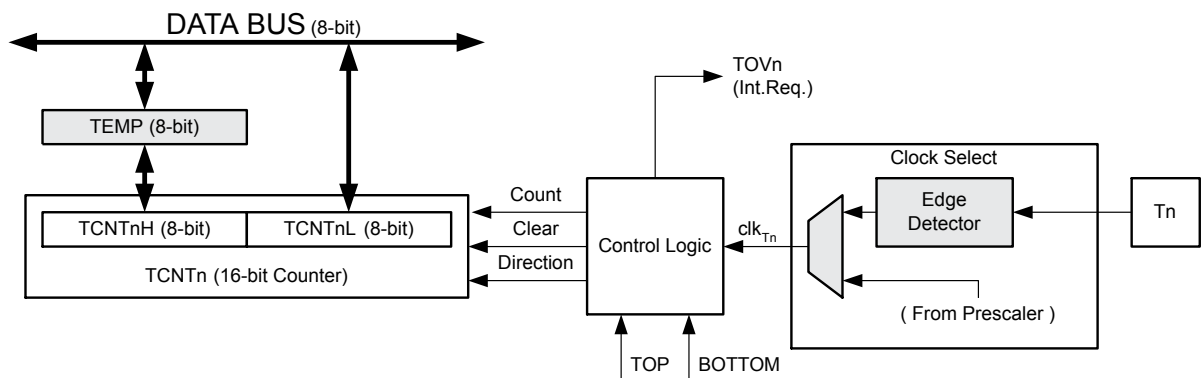 DATA BUS (8-bit)
TEMP (8-bit)
TCNTnH (8-bit)
TCNTnL (8-bit)
TCNTn (16-bit Counter)
Count
Clear
Direction
Control Logic
TOVn
(Int.Req.)
TOP
BOTTOM
clkTn
Clock Select
Edge
Detector
( From Prescaler )
Tn